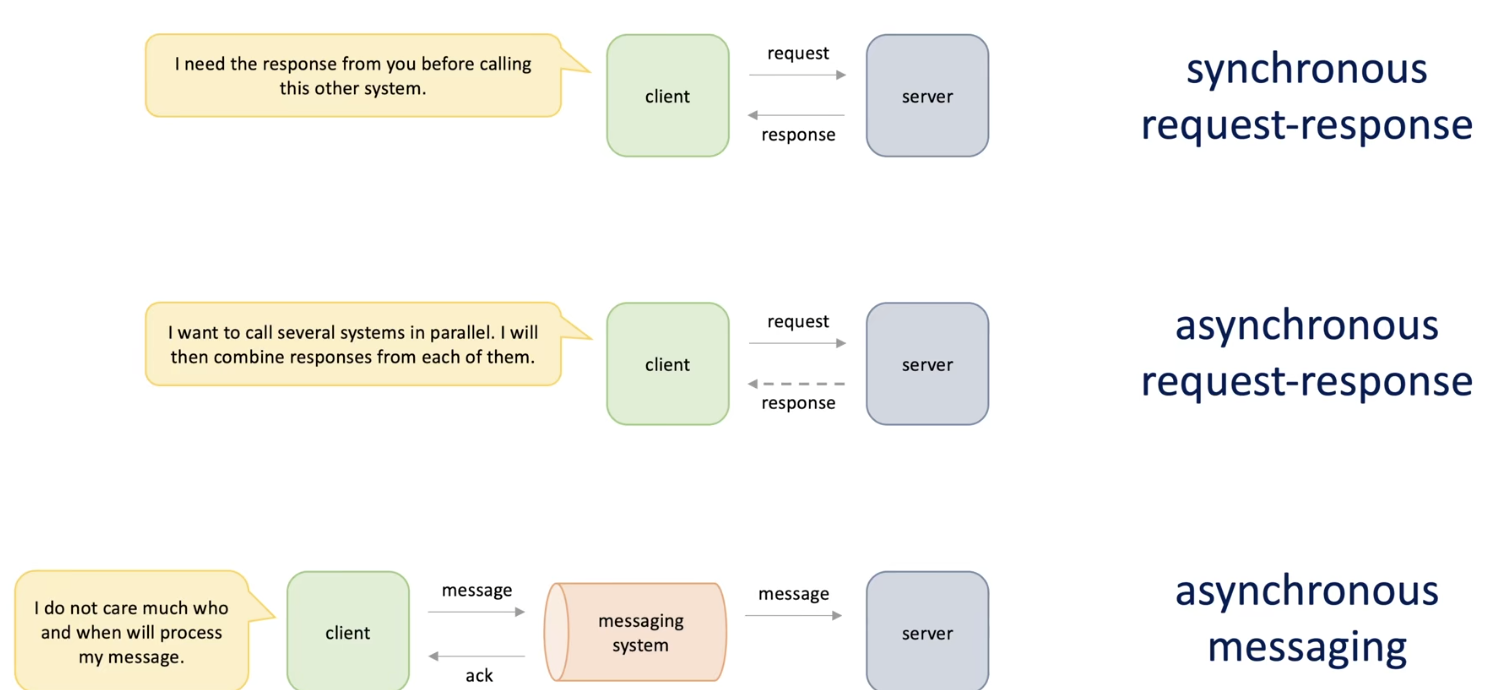 I need the response from you before calling
this other system.
client
request
response
server
synchronous
request-response
I want to call several systems in parallel. I will
then combine responses from each of them.
client
request
response
server
asynchronous
request-response
I do not care much who
and when will process
my message.
client
message
ack
messaging
system
message
server
asynchronous
messaging